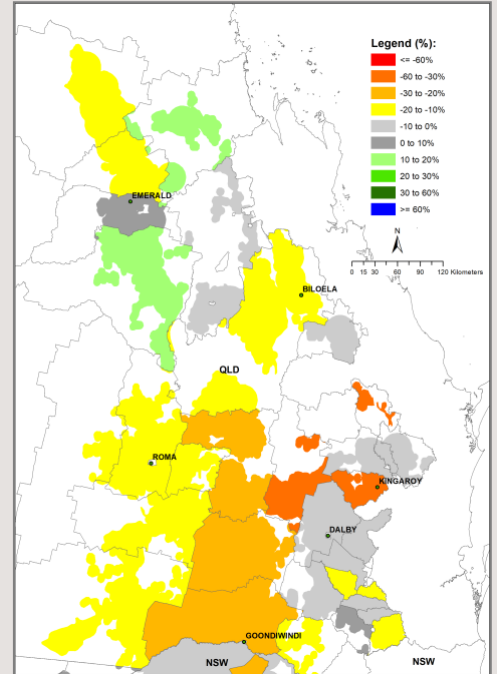 Legend (%):
<= -60%
-60 to -30%
-30 to -20%
-20 to -10%
-10 to 0%
0 to 10%
10 to 20%
20 to 30%
30 to 60%
>= 60%
N
0 15 30 60 90 120 Kilometers
EMERALD
BILOELA
QLD
ROMA
KINGAROY
DALBY
GOONDIWINDI
NSW
NSW